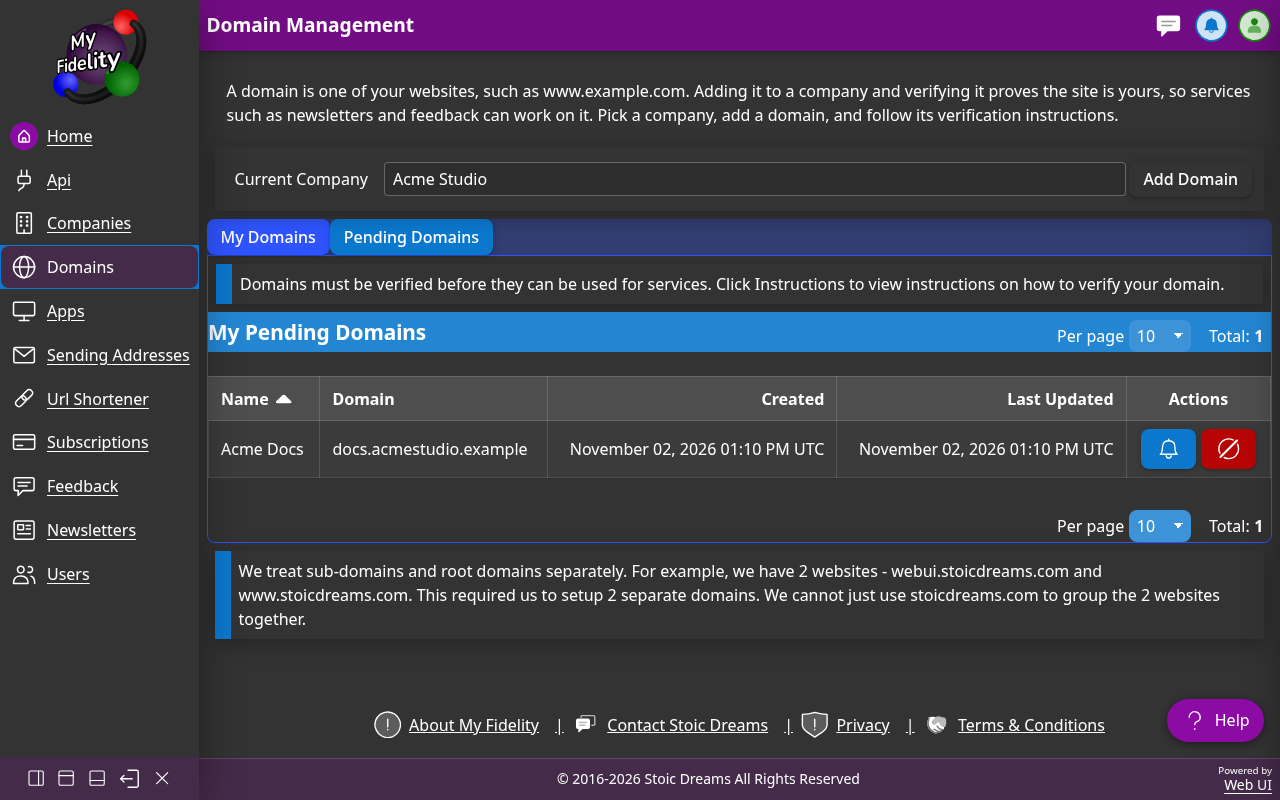 My
Fidelity
Domain Management
Home
Api
Companies
Domains
Apps
Sending Addresses
Url Shortener
Subscriptions
Feedback
Newsletters
Users
A domain is one of your websites, such as www.example.com. Adding it to a company and verifying it proves the site is yours, so services
such as newsletters and feedback can work on it. Pick a company, add a domain, and follow its verification instructions.
Current Company Acme Studio Add Domain
My Domains Pending Domains
Domains must be verified before they can be used for services. Click Instructions to view instructions on how to verify your domain.
My Pending Domains Per page 10 Total: 1
Name Domain Created Last Updated Actions
Acme Docs docs.acmestudio.example November 02, 2026 01:10 PM UTC November 02, 2026 01:10 PM UTC
Per page 10 Total: 1
We treat sub-domains and root domains separately. For example, we have 2 websites - webui.stoicdreams.com and
www.stoicdreams.com. This required us to setup 2 separate domains. We cannot just use stoicdreams.com to group the 2 websites
together.
About My Fidelity | Contact Stoic Dreams | Privacy | Terms & Conditions
Help
© 2016-2026 Stoic Dreams All Rights Reserved
Powered by
Web UI